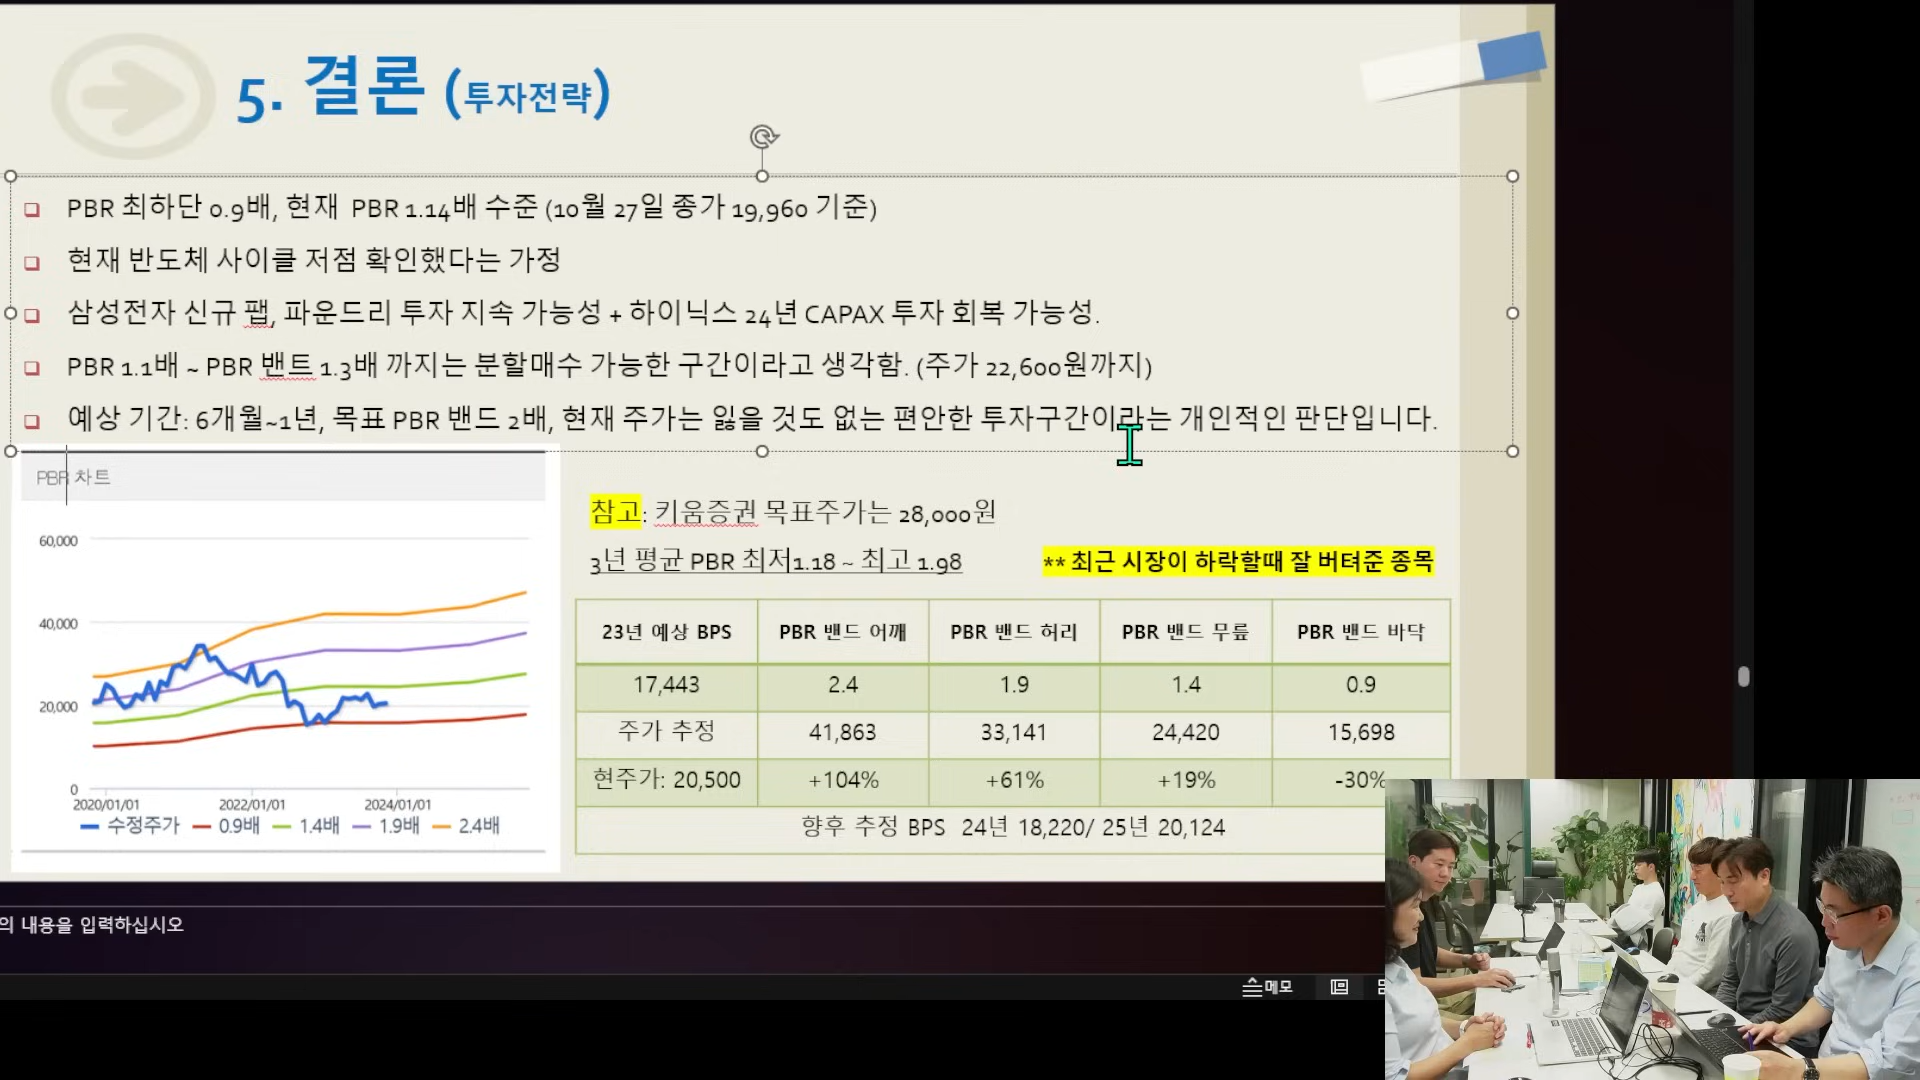 5. 결론 (투자전략)
PBR 최하단 0.9배, 현재 PBR 1.14배 수준 (10월 27일 종가 19,960 기준)
현재 반도체 사이클 저점 확인했다는 가정
삼성전자 신규 팹, 파운드리 투자 지속 가능성 + 하이닉스 24년 CAPAX 투자 회복 가능성.
PBR 1.1배 ~ PBR 밴트 1.3배 까지는 분할매수 가능한 구간이라고 생각함. (주가 22,600원까지)
예상 기간: 6개월~1년, 목표 PBR 밴드 2배, 현재 주가는 잃을 것도 없는 편안한 투자구간이라는 개인적인 판단입니다.
PBR 차트
60,000
40,000
20,000
0
2020/01/01 2022/01/01 2024/01/01
수정주가 0.9배 1.4배 1.9배 2.4배
참고: 키움증권 목표주가는 28,000원
3년 평균 PBR 최저1.18 ~ 최고 1.98
** 최근 시장이 하락할때 잘 버텨준 종목
23년 예상 BPS PBR 밴드 어깨 PBR 밴드 허리 PBR 밴드 무릎 PBR 밴드 바닥
17,443 2.4 1.9 1.4 0.9
주가 추정 41,863 33,141 24,420 15,698
현주가: 20,500 +104% +61% +19% -30%
향후 추정 BPS 24년 18,220/ 25년 20,124
의 내용을 입력하십시오
메모